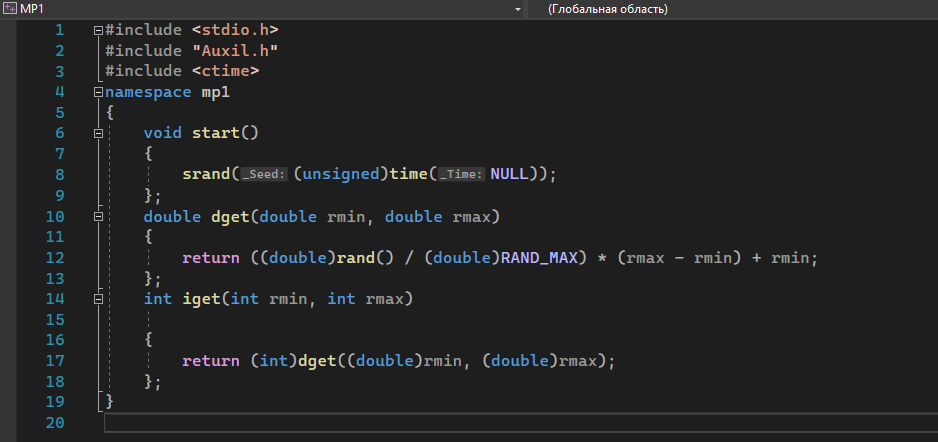 MP1 (Глобальная область)
1 #include <stdio.h>
2 #include "Auxil.h"
3 #include <ctime>
4 namespace mp1
5 {
6 void start()
7 {
8 srand(_Seed: (unsigned)time(_Time: NULL));
9 };
10 double dget(double rmin, double rmax)
11 {
12 return ((double)rand() / (double)RAND_MAX) * (rmax - rmin) + rmin;
13 };
14 int iget(int rmin, int rmax)
15
16 {
17 return (int)dget((double)rmin, (double)rmax);
18 };
19 }
20